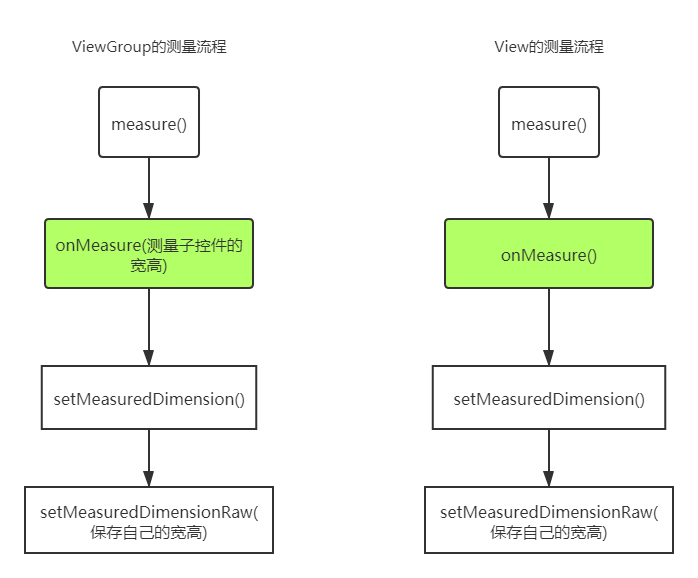 ViewGroup的测量流程
measure()
onMeasure(测量子控件的
宽高)
setMeasuredDimension()
setMeasuredDimensionRaw(
保存自己的宽高)
View的测量流程
measure()
onMeasure()
setMeasuredDimension()
setMeasuredDimensionRaw(
保存自己的宽高)